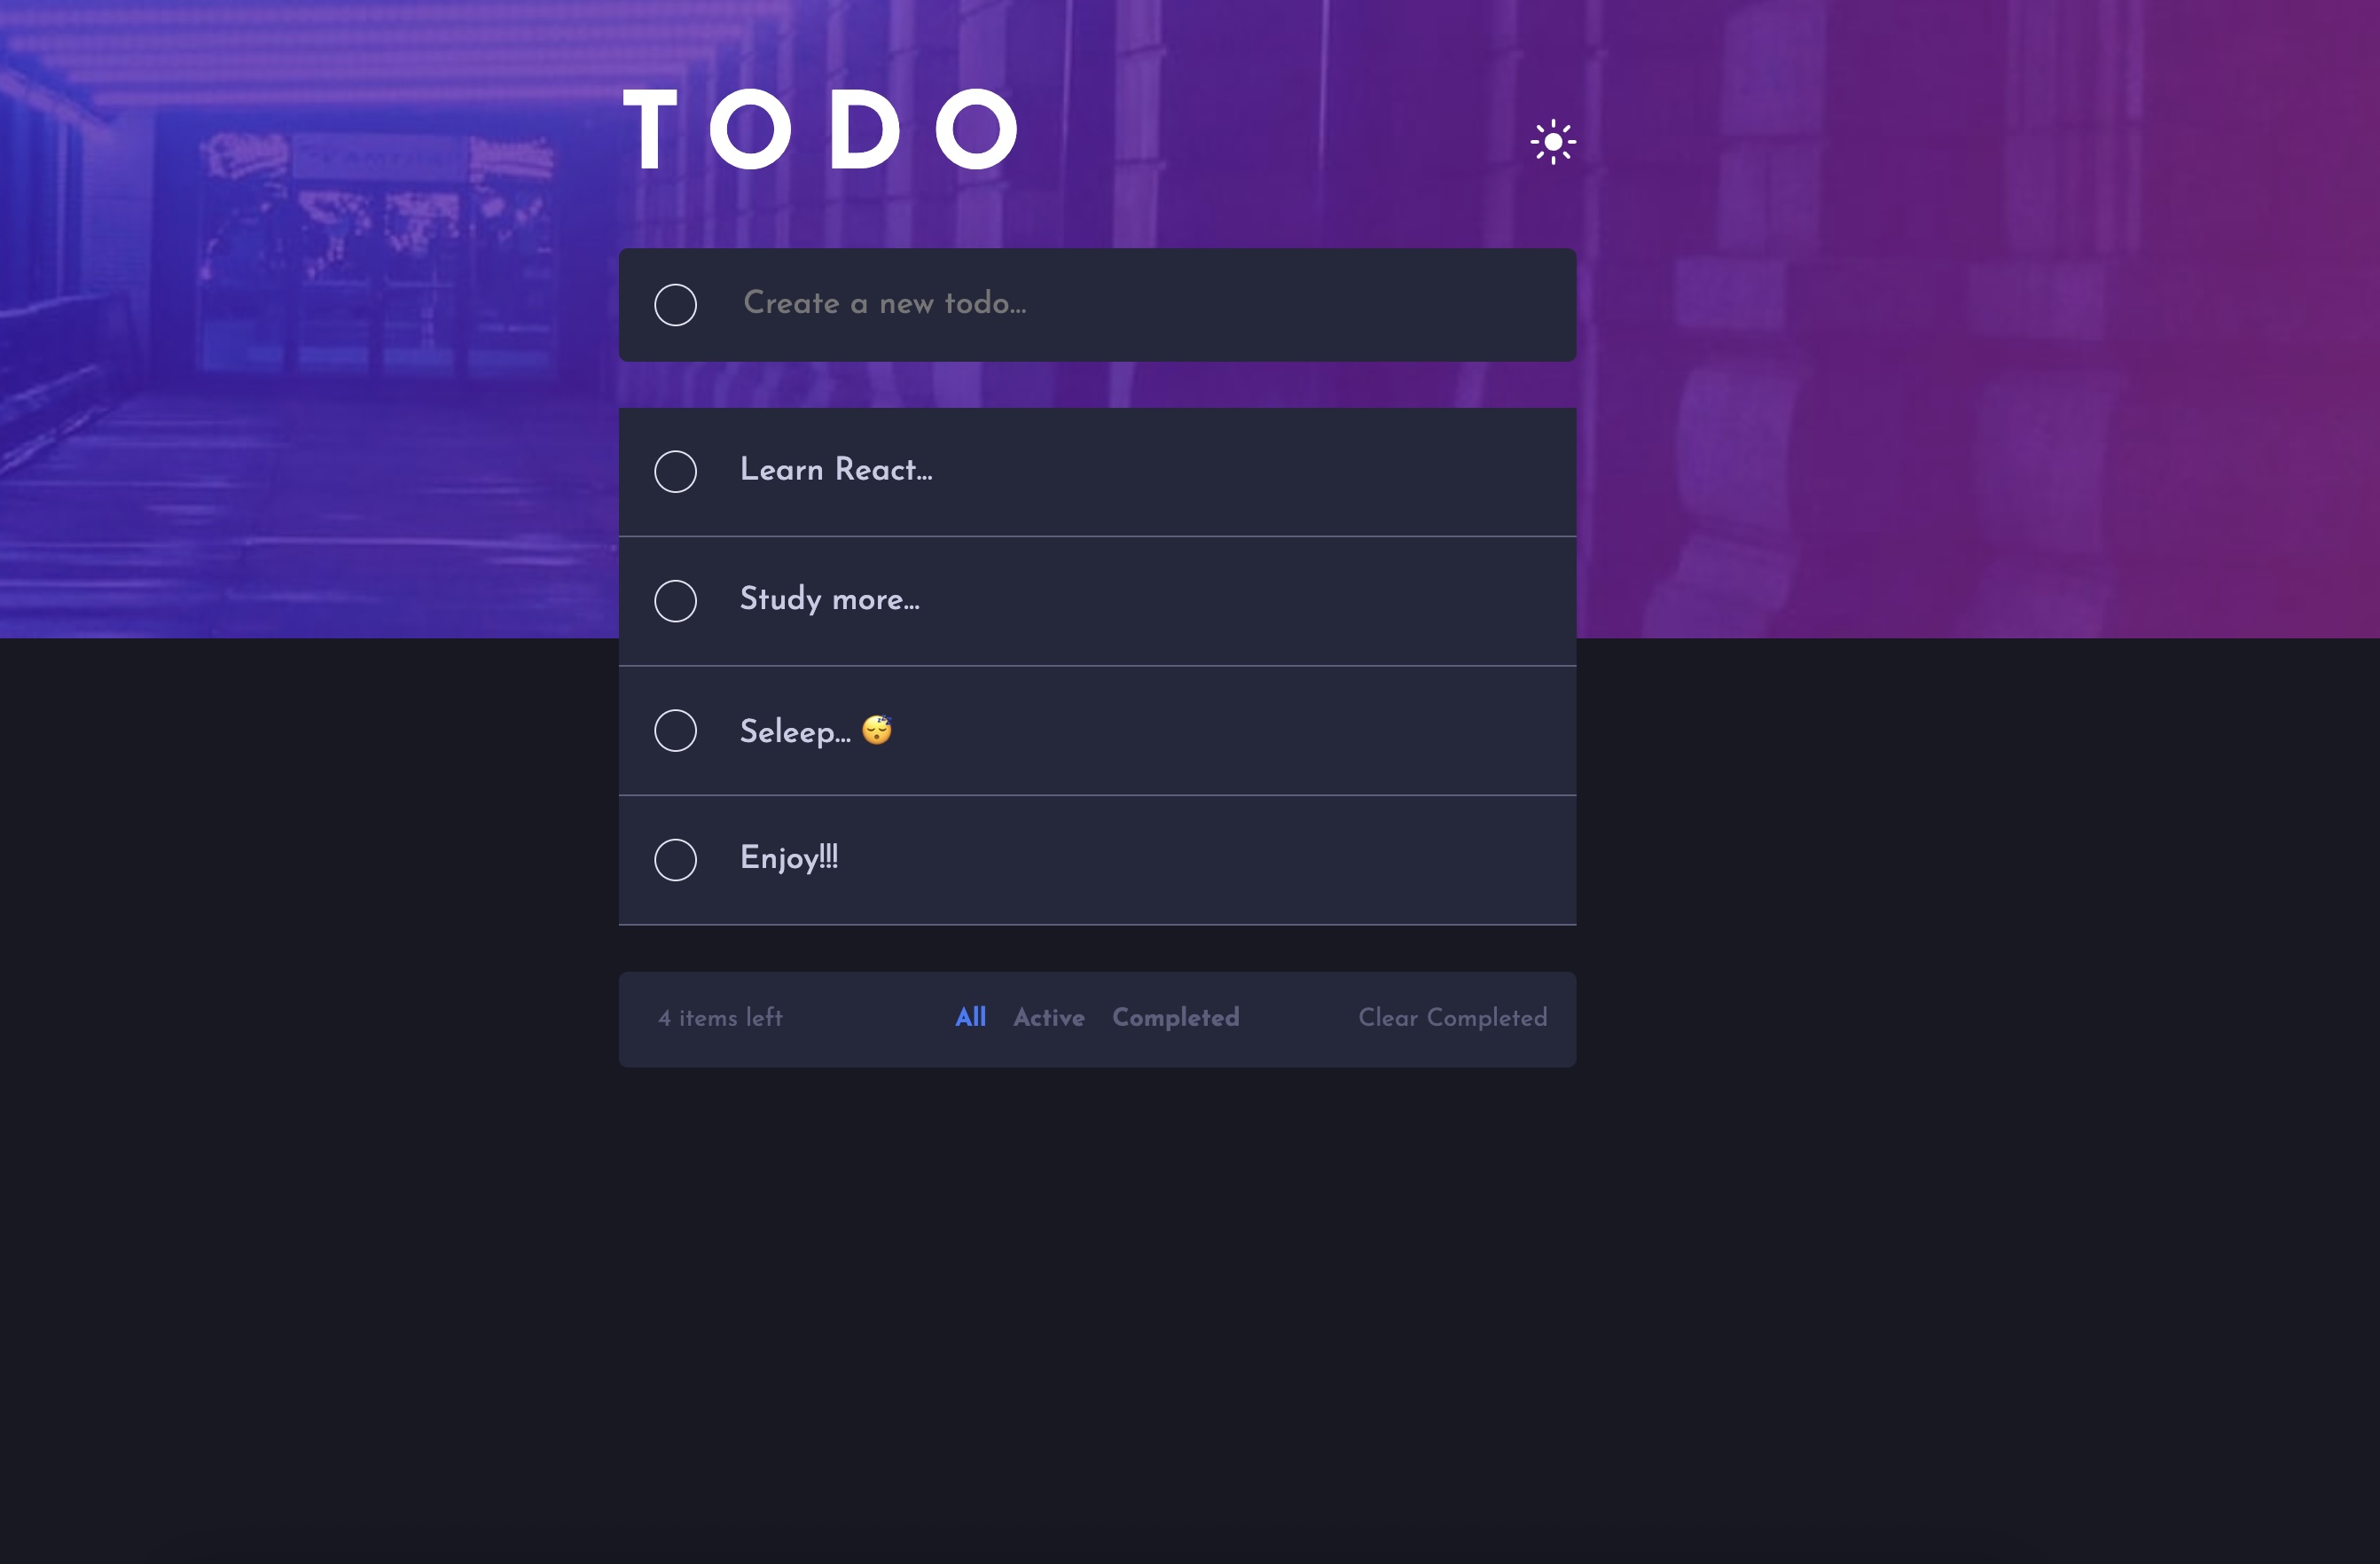 TODO
Create a new todo...
Learn React...
Study more...
Seleep... 😴
Enjoy!!!
4 items left
All Active Completed
Clear Completed